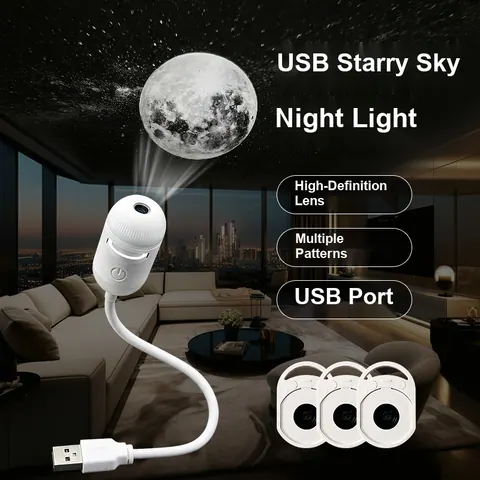 USB Starry Sky
Night Light
High-Definition
Lens
Multiple
Patterns
USB Port